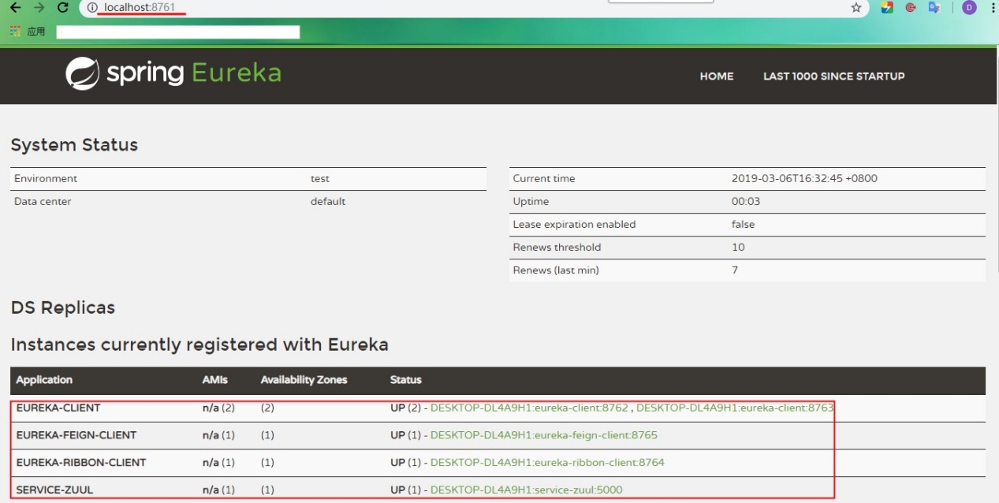 localhost:8761
应用
spring Eureka
HOME LAST 1000 SINCE STARTUP
System Status
Environment test
Data center default
Current time 2019-03-06T16:32:45 +0800
Uptime 00:03
Lease expiration enabled false
Renews threshold 10
Renews (last min) 7
DS Replicas
Instances currently registered with Eureka
Application AMIs Availability Zones Status
EUREKA-CLIENT n/a (2) (2) UP (2) - DESKTOP-DL4A9H1:eureka-client:8762 , DESKTOP-DL4A9H1:eureka-client:8763
EUREKA-FEIGN-CLIENT n/a (1) (1) UP (1) - DESKTOP-DL4A9H1:eureka-feign-client:8765
EUREKA-RIBBON-CLIENT n/a (1) (1) UP (1) - DESKTOP-DL4A9H1:eureka-ribbon-client:8764
SERVICE-ZUUL n/a (1) (1) UP (1) - DESKTOP-DL4A9H1:service-zuul:5000